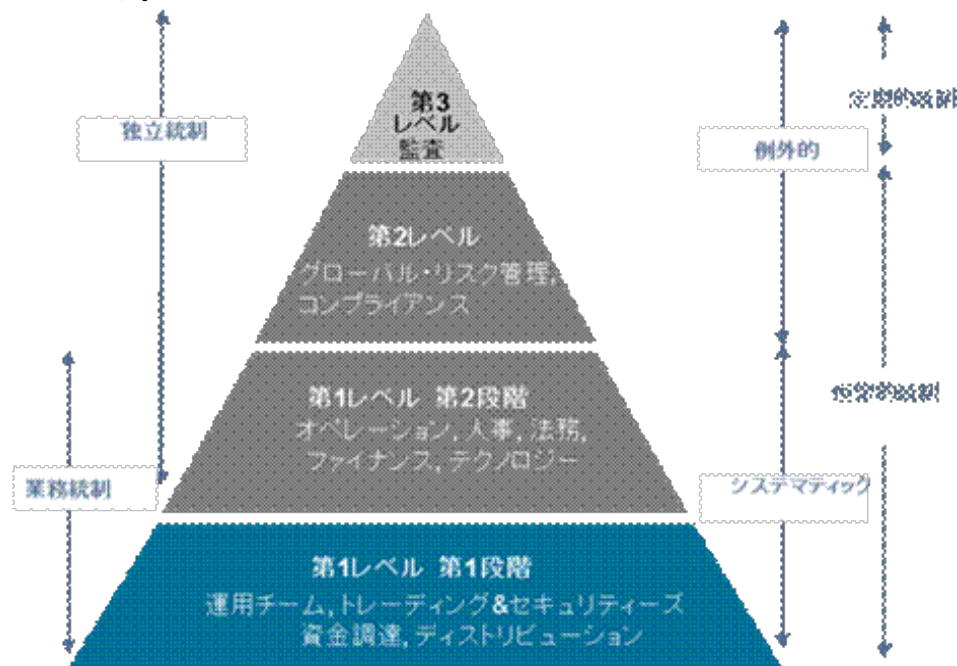 第3
レベル
監査
独立統制
例外的
第2レベル
グローバル・リスク管理,
コンプライアンス
第1レベル 第2段階
オペレーション, 人事, 法務,
ファイナンス, テクノロジー
業務統制
システマティック
第1レベル 第1段階
運用チーム, トレーディング&セキュリティーズ
資金調達, ディストリビューション